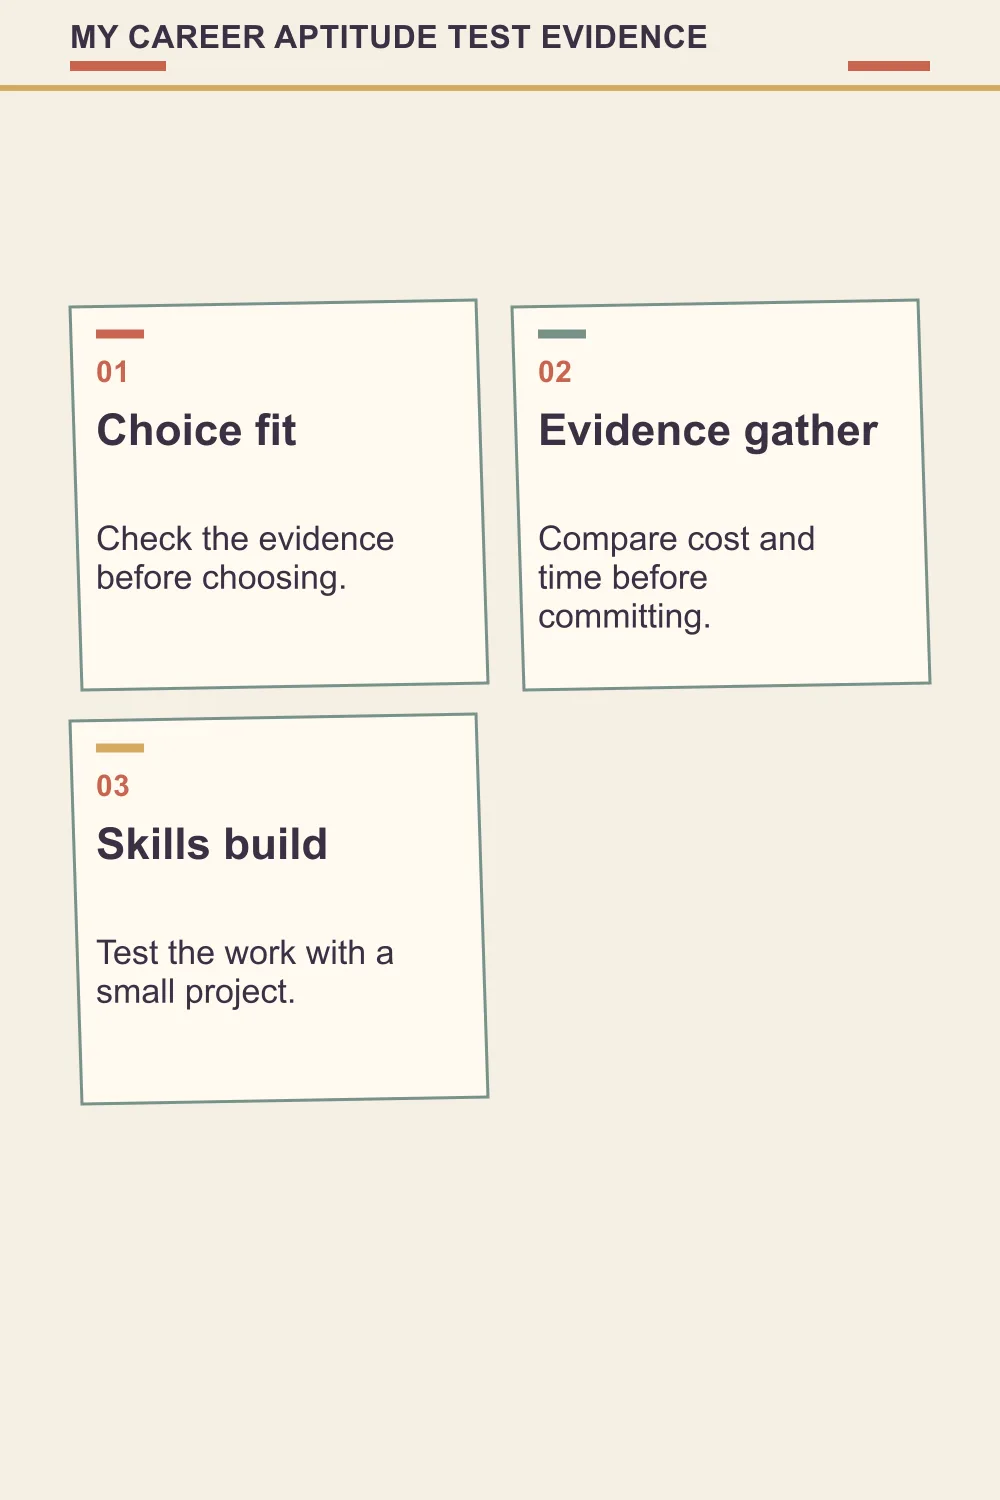 MY CAREER APTITUDE TEST EVIDENCE
01
Choice fit
Check the evidence
before choosing.
02
Evidence gather
Compare cost and
time before
committing.
03
Skills build
Test the work with a
small project.